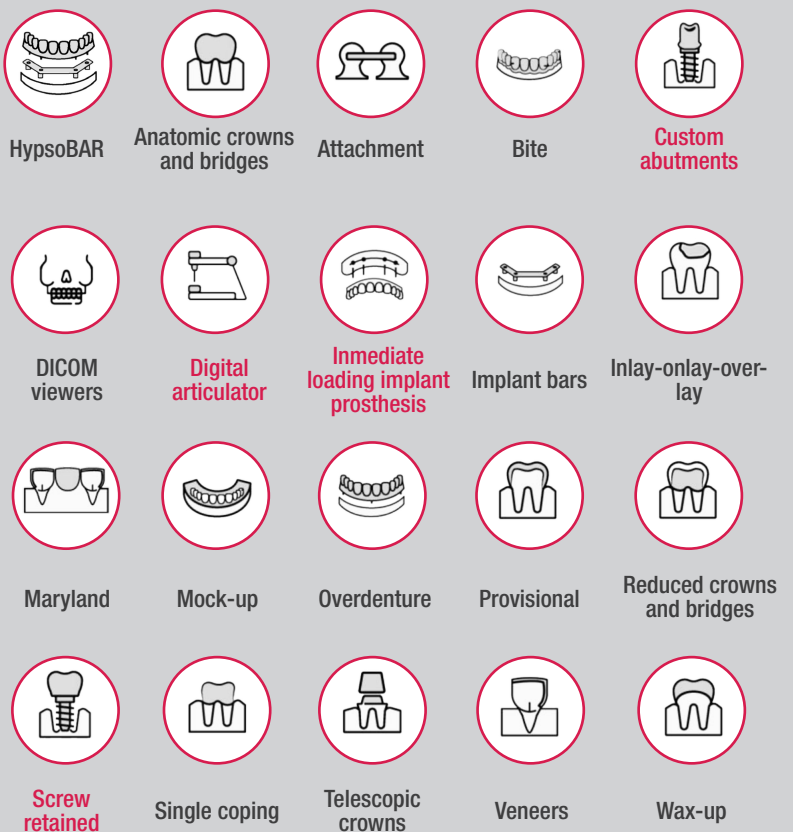 HypsoBAR
Anatomic crowns
and bridges
Attachment
Bite
Custom
abutments
DICOM
viewers
Digital
articulator
Inmediate
loading implant
prosthesis
Implant bars
Inlay-onlay-over-
lay
Maryland
Mock-up
Overdenture
Provisional
Reduced crowns
and bridges
Screw
retained
Single coping
Telescopic
crowns
Veneers
Wax-up